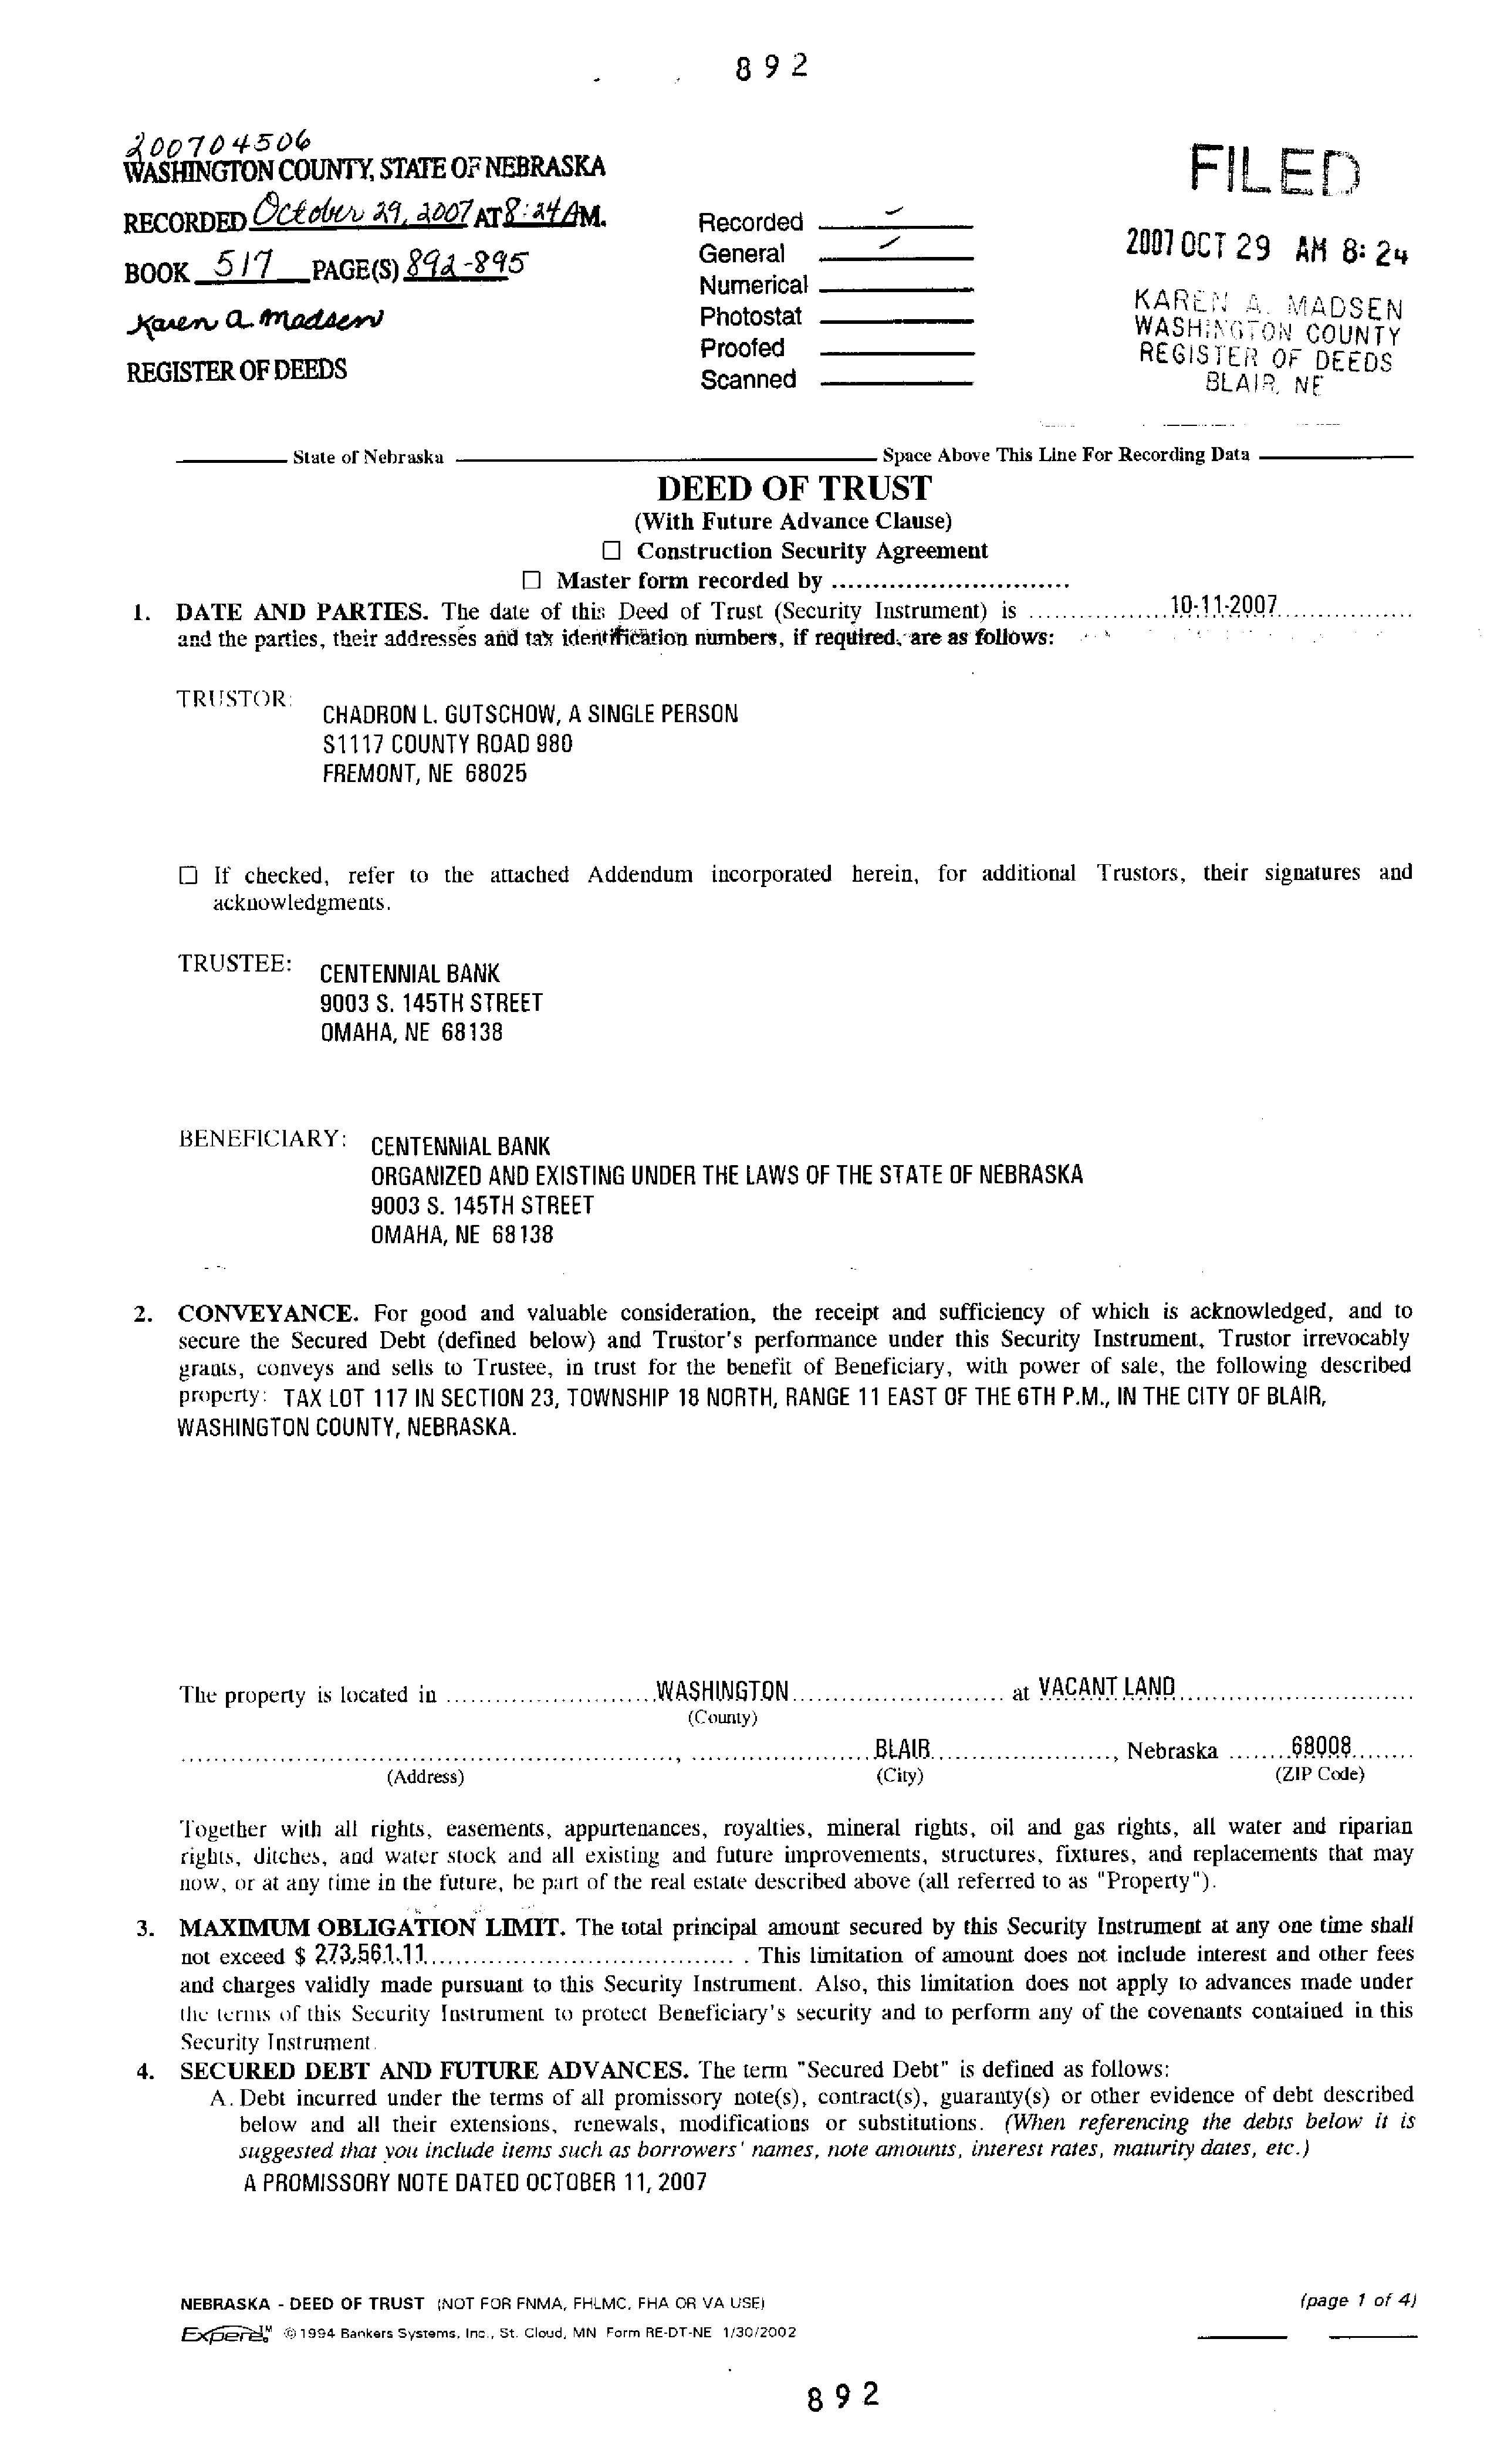 892
200704506
WASHINGTON COUNTY, STATE OF NEBRASKA
RECORDED October 29, 2007 AT 8:24 A M.
BOOK 517 PAGE(S) 892-895
Karen A. Madsen
REGISTER OF DEEDS
Recorded
General
Numerical
Photostat
Proofed
Scanned
FILED
2007 OCT 29 AM 8:24
KAREN A. MADSEN
WASHINGTON COUNTY
REGISTER OF DEEDS
BLAIR, NE
State of Nebraska Space Above This Line For Recording Data
DEED OF TRUST
(With Future Advance Clause)
☐ Construction Security Agreement
☐ Master form recorded by .............................
1. DATE AND PARTIES. The date of this Deed of Trust (Security Instrument) is ................. 10-11-2007 ................
and the parties, their addresses and tax identification numbers, if required, are as follows:
TRUSTOR:
CHADRON L. GUTSCHOW, A SINGLE PERSON
S1117 COUNTY ROAD 980
FREMONT, NE 68025
☐ If checked, refer to the attached Addendum incorporated herein, for additional Trustors, their signatures and
acknowledgments.
TRUSTEE:
CENTENNIAL BANK
9003 S. 145TH STREET
OMAHA, NE 68138
BENEFICIARY:
CENTENNIAL BANK
ORGANIZED AND EXISTING UNDER THE LAWS OF THE STATE OF NEBRASKA
9003 S. 145TH STREET
OMAHA, NE 68138
2. CONVEYANCE. For good and valuable consideration, the receipt and sufficiency of which is acknowledged, and to
secure the Secured Debt (defined below) and Trustor's performance under this Security Instrument, Trustor irrevocably
grants, conveys and sells to Trustee, in trust for the benefit of Beneficiary, with power of sale, the following described
property: TAX LOT 117 IN SECTION 23, TOWNSHIP 18 NORTH, RANGE 11 EAST OF THE 6TH P.M., IN THE CITY OF BLAIR,
WASHINGTON COUNTY, NEBRASKA.
The property is located in .......................... WASHINGTON .......................... at VACANT LAND .............................
(County)
............................................................., ...................... BLAIR ......................, Nebraska ........ 68008 ........
(Address) (City) (ZIP Code)
Together with all rights, easements, appurtenances, royalties, mineral rights, oil and gas rights, all water and riparian
rights, ditches, and water stock and all existing and future improvements, structures, fixtures, and replacements that may
now, or at any time in the future, be part of the real estate described above (all referred to as "Property").
3. MAXIMUM OBLIGATION LIMIT. The total principal amount secured by this Security Instrument at any one time shall
not exceed $ 273,561.11 ....................................... . This limitation of amount does not include interest and other fees
and charges validly made pursuant to this Security Instrument. Also, this limitation does not apply to advances made under
the terms of this Security Instrument to protect Beneficiary's security and to perform any of the covenants contained in this
Security Instrument.
4. SECURED DEBT AND FUTURE ADVANCES. The term "Secured Debt" is defined as follows:
A. Debt incurred under the terms of all promissory note(s), contract(s), guaranty(s) or other evidence of debt described
below and all their extensions, renewals, modifications or substitutions. (When referencing the debts below it is
suggested that you include items such as borrowers' names, note amounts, interest rates, maturity dates, etc.)
A PROMISSORY NOTE DATED OCTOBER 11, 2007
NEBRASKA - DEED OF TRUST (NOT FOR FNMA, FHLMC, FHA OR VA USE) (page 1 of 4)
Expere™ © 1994 Bankers Systems, Inc., St. Cloud, MN Form RE-DT-NE 1/30/2002
892